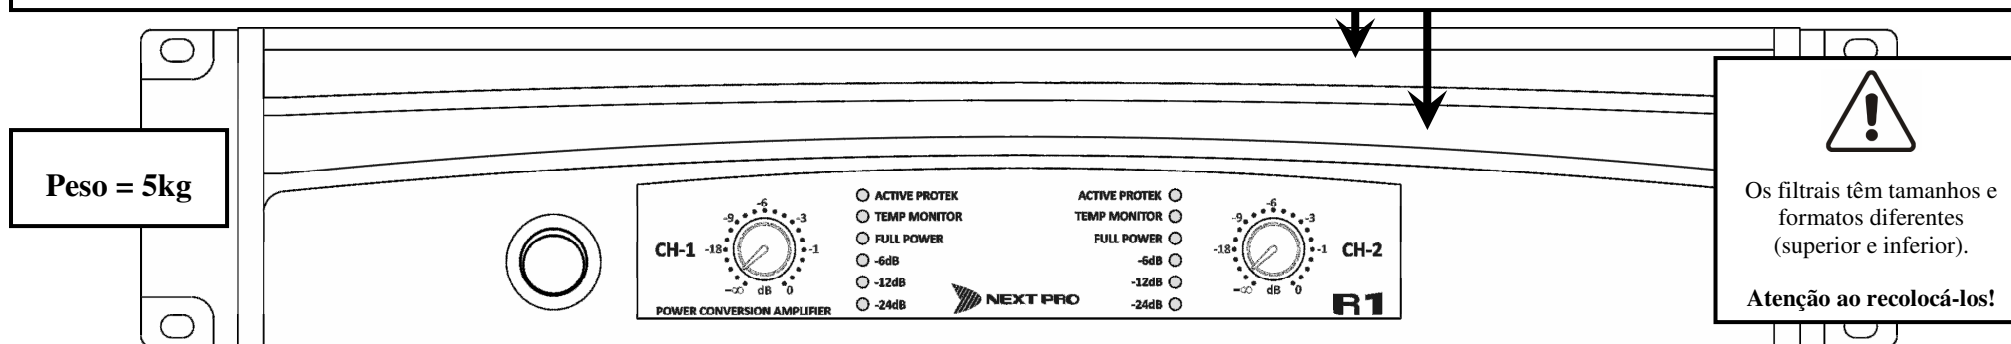 Peso = 5kg
CH-1
-∞
-18
-9
-6
-3
-1
0
dB
POWER CONVERSION AMPLIFIER
ACTIVE PROTEK
TEMP MONITOR
FULL POWER
-6dB
-12dB
-24dB
NEXT PRO
ACTIVE PROTEK
TEMP MONITOR
FULL POWER
-6dB
-12dB
-24dB
-∞
-18
-9
-6
-3
-1
0
dB
CH-2
R1
Os filtrais têm tamanhos e
formatos diferentes
(superior e inferior).
Atenção ao recolocá-los!